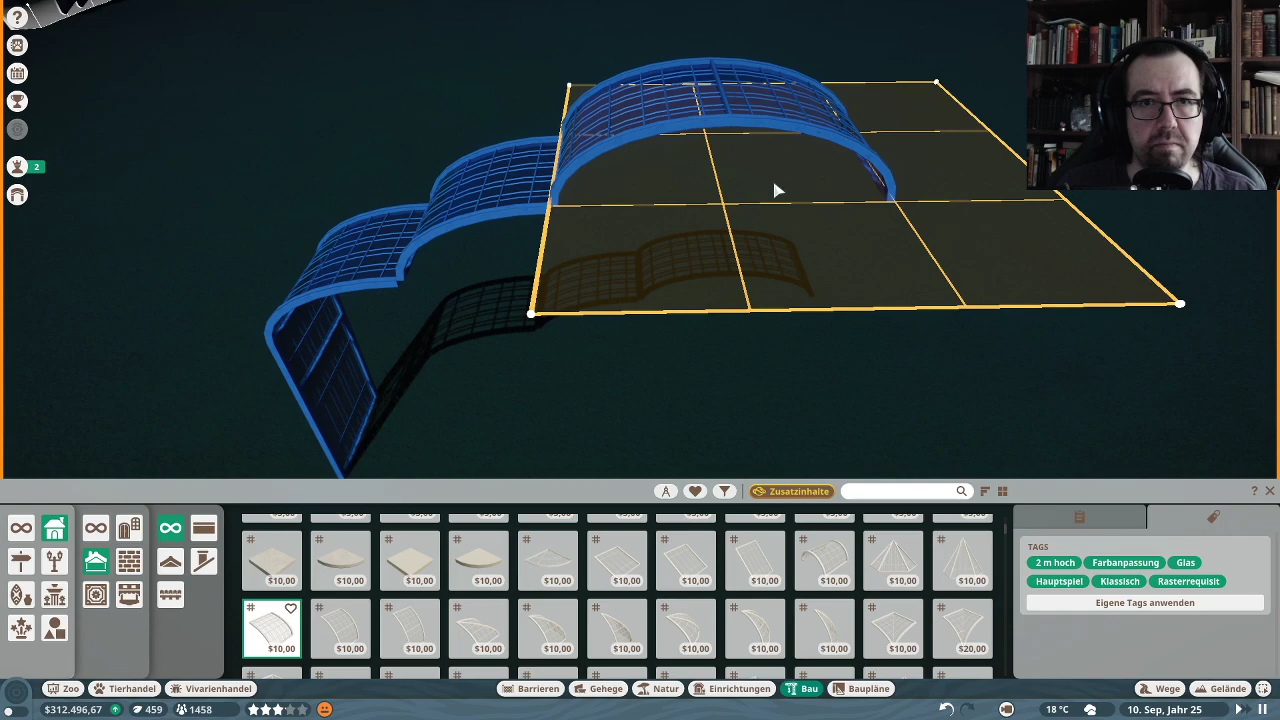 ?
2
Zusatzinhalte
? ×
$10,00 $10,00 $10,00 $10,00 $10,00 $10,00 $10,00 $10,00 $10,00 $10,00 $10,00
$10,00 $10,00 $10,00 $10,00 $10,00 $10,00 $10,00 $10,00 $10,00 $10,00 $20,00
TAGS
2 m hoch Farbanpassung Glas
Hauptspiel Klassisch Rasterrequisit
Eigene Tags anwenden
Zoo Tierhandel Vivarienhandel Barrieren Gehege Natur Einrichtungen Bau Baupläne Wege Gelände
$312.496,67 459 1458 18 °C 10. Sep, Jahr 25